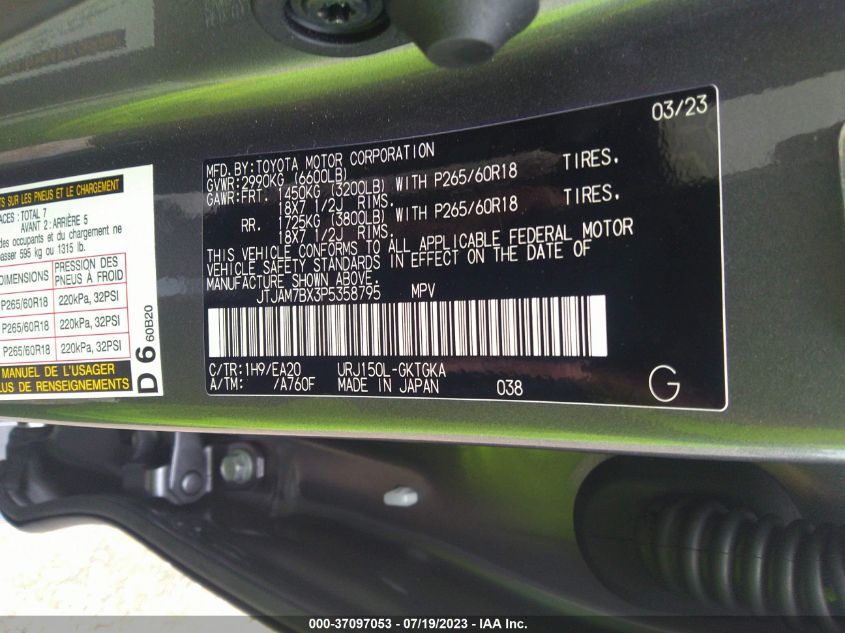 TS SUR LES PNEUS ET LE CHARGEMENT
ACES: TOTAL 7
AVANT 2: ARRIÈRE 5
des occupants et du chargement ne
passer 595 kg ou 1315 lb.
DIMENSIONS PRESSION DES PNEUS À FROID
P265/60R18 220kPa, 32PSI
P265/60R18 220kPa, 32PSI
P265/60R18 220kPa, 32PSI
MANUEL DE L'USAGER
PLUS DE RENSEIGNEMENTS
D 6 60B20
03/23
MFD.BY:TOYOTA MOTOR CORPORATION
GVWR:2990KG (6600LB)
GAWR:FRT. 1450KG (3200LB) WITH P265/60R18 TIRES.
18X7 1/2J RIMS.
RR. 1725KG (3800LB) WITH P265/60R18 TIRES.
18X7 1/2J RIMS.
THIS VEHICLE CONFORMS TO ALL APPLICABLE FEDERAL MOTOR
VEHICLE SAFETY STANDARDS IN EFFECT ON THE DATE OF
MANUFACTURE SHOWN ABOVE.
JTJAM7BX3P5358795 MPV
C/TR:1H9/EA20 URJ150L-GKTGKA
A/TM: /A760F MADE IN JAPAN 038
G
000-37097053 - 07/19/2023 - IAA Inc.